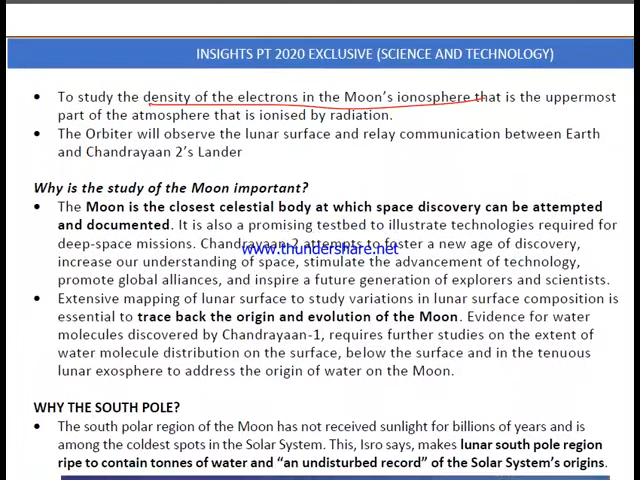 INSIGHTS PT 2020 EXCLUSIVE (SCIENCE AND TECHNOLOGY)
• To study the density of the electrons in the Moon's ionosphere that is the uppermost
part of the atmosphere that is ionised by radiation.
• The Orbiter will observe the lunar surface and relay communication between Earth
and Chandrayaan 2's Lander
Why is the study of the Moon important?
• The Moon is the closest celestial body at which space discovery can be attempted
and documented. It is also a promising testbed to illustrate technologies required for
deep-space missions. Chandrayaan-2 attempts to foster a new age of discovery,
www.thundershare.net
increase our understanding of space, stimulate the advancement of technology,
promote global alliances, and inspire a future generation of explorers and scientists.
• Extensive mapping of lunar surface to study variations in lunar surface composition is
essential to trace back the origin and evolution of the Moon. Evidence for water
molecules discovered by Chandrayaan-1, requires further studies on the extent of
water molecule distribution on the surface, below the surface and in the tenuous
lunar exosphere to address the origin of water on the Moon.
WHY THE SOUTH POLE?
• The south polar region of the Moon has not received sunlight for billions of years and is
among the coldest spots in the Solar System. This, Isro says, makes lunar south pole region
ripe to contain tonnes of water and "an undisturbed record" of the Solar System's origins.